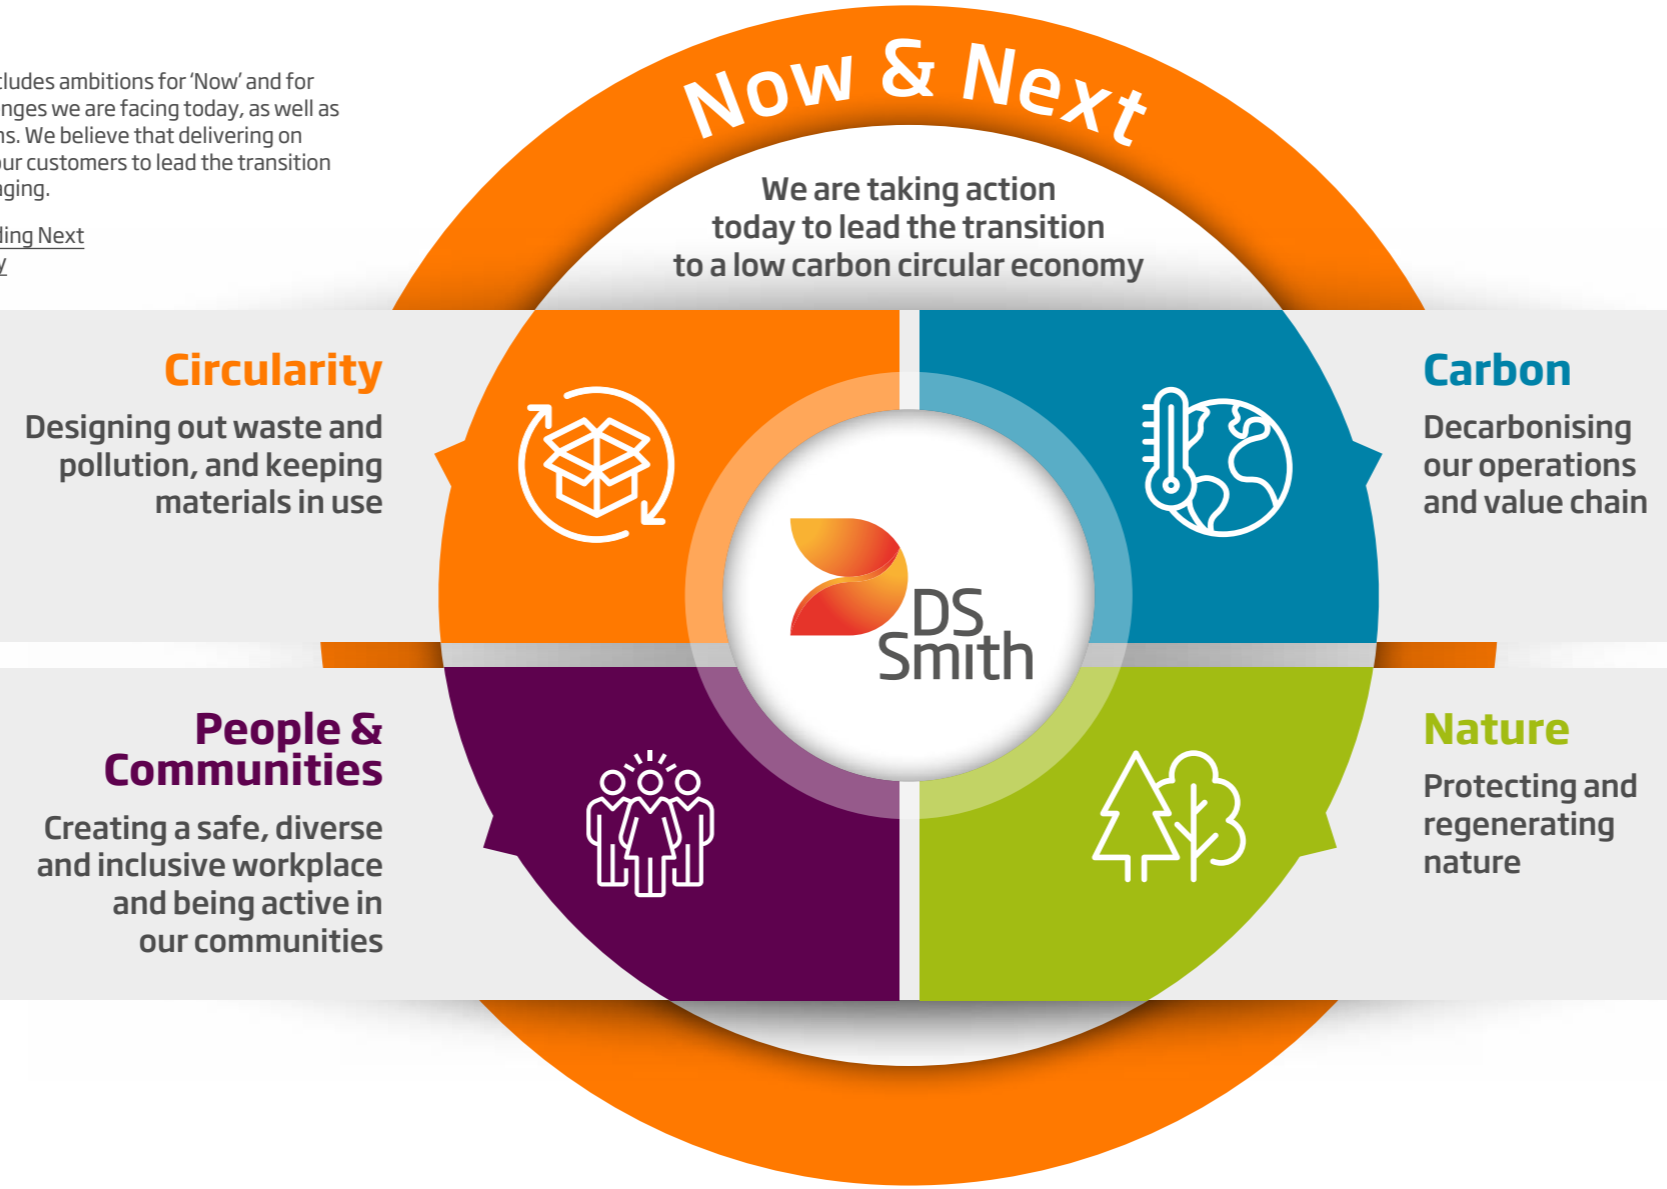 cludes ambitions for ‘Now’ and for
nges we are facing today, as well as
ns. We believe that delivering on
our customers to lead the transition
aging.
ding Next
y
Now & Next
We are taking action
today to lead the transition
to a low carbon circular economy
Circularity
Designing out waste and
pollution, and keeping
materials in use
Carbon
Decarbonising
our operations
and value chain
DS
Smith
People &
Communities
Creating a safe, diverse
and inclusive workplace
and being active in
our communities
Nature
Protecting and
regenerating
nature